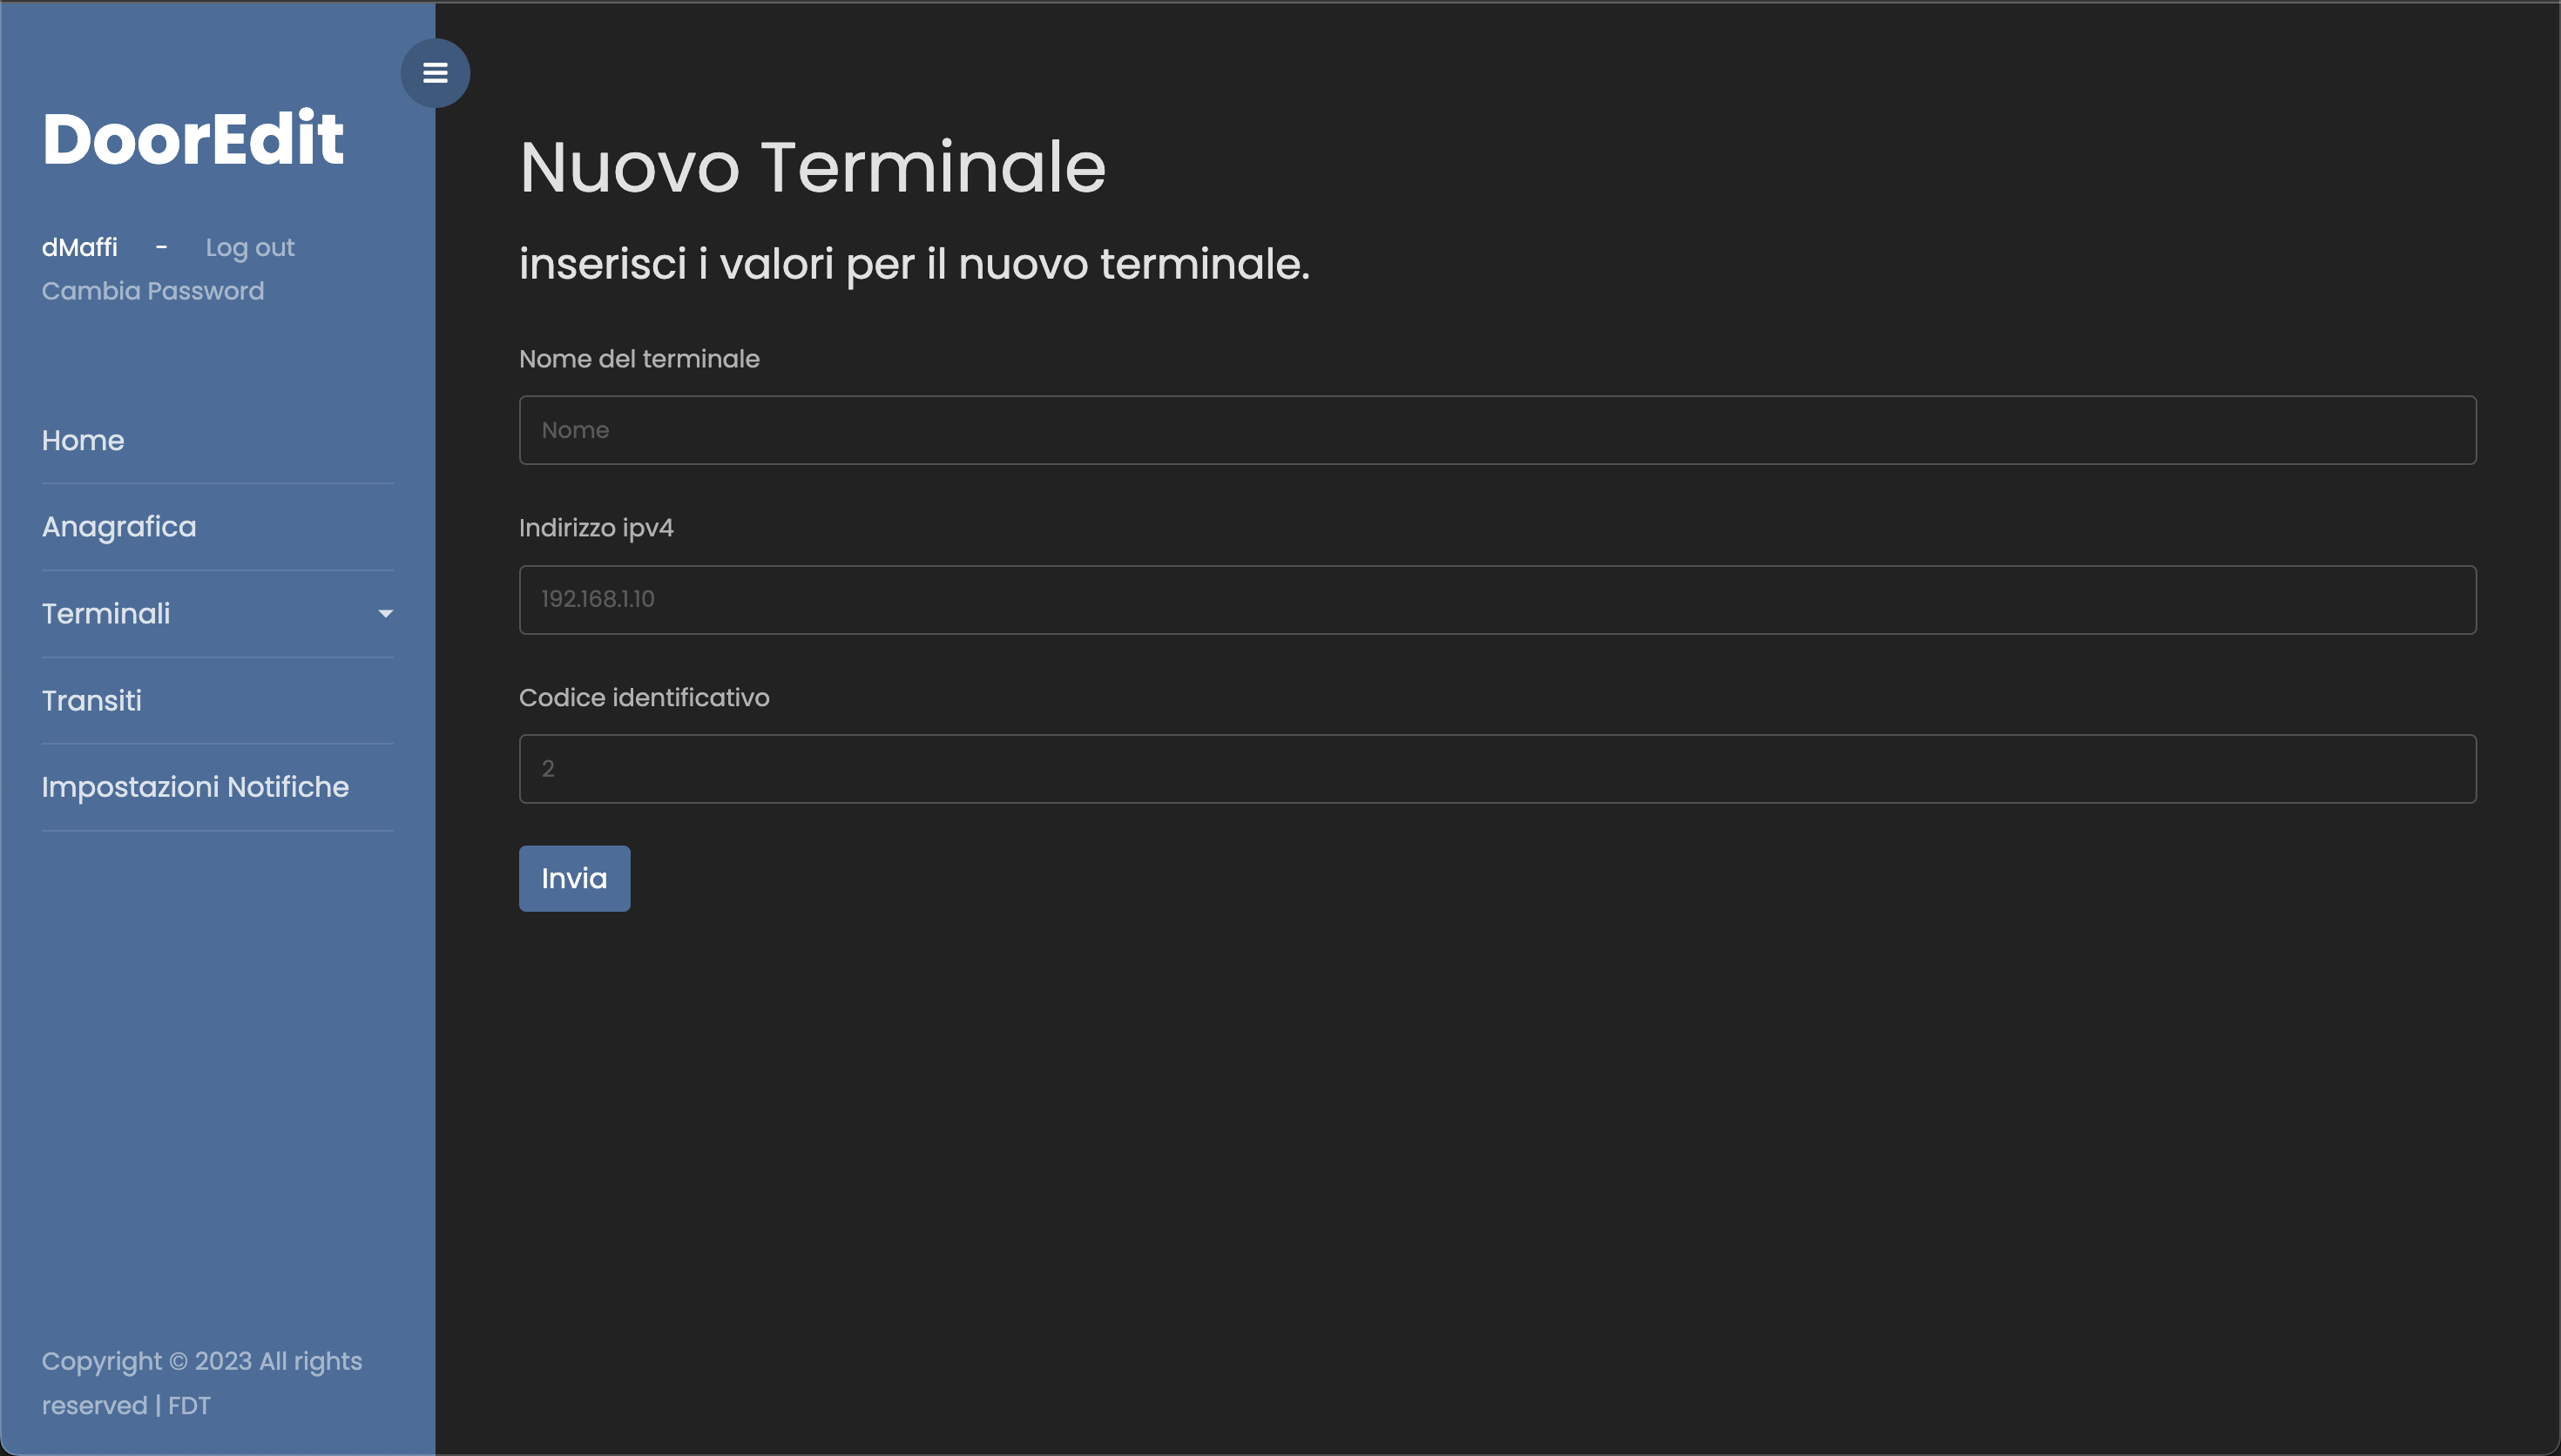 DoorEdit
dMaffi - Log out
Cambia Password
Home
Anagrafica
Terminali
Transiti
Impostazioni Notifiche
Copyright © 2023 All rights
reserved | FDT
Nuovo Terminale
inserisci i valori per il nuovo terminale.
Nome del terminale
Nome
Indirizzo ipv4
192.168.1.10
Codice identificativo
2
Invia